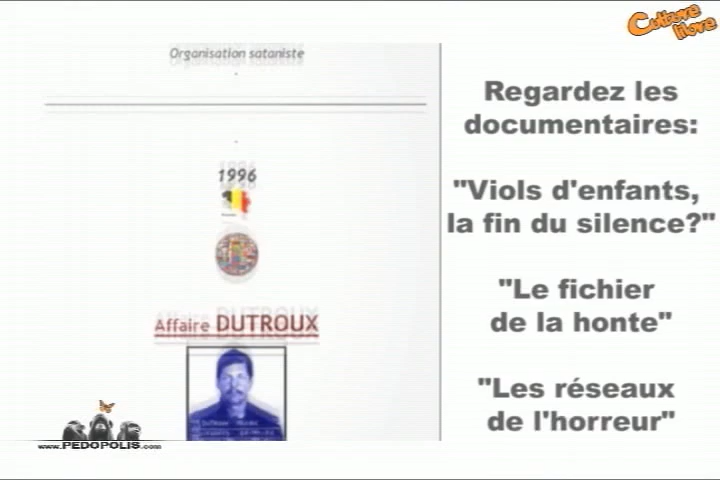 Culture
libre
Organisation sataniste
Regardez les
documentaires:
1996
"Viols d'enfants,
la fin du silence?"
"Le fichier
de la honte"
Affaire DUTROUX
"Les réseaux
de l'horreur"
www.PEDOPOLIS.com